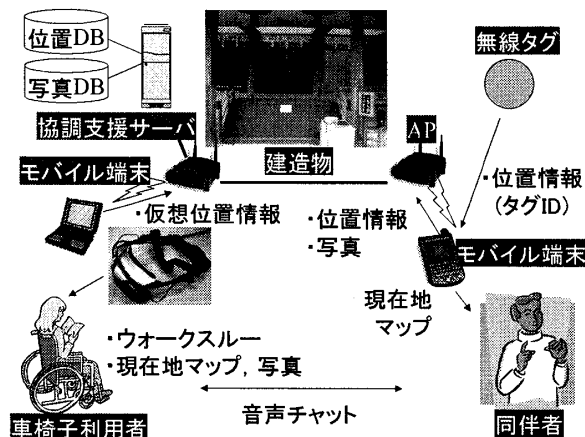 位置DB
写真DB
協調支援サーバ
モバイル端末
建造物
AP
無線タグ
・仮想位置情報
・位置情報
・写真
・位置情報
(タグID)
モバイル端末
現在地
マップ
・ウォークスルー
・現在地マップ, 写真
音声チャット
車椅子利用者
同伴者